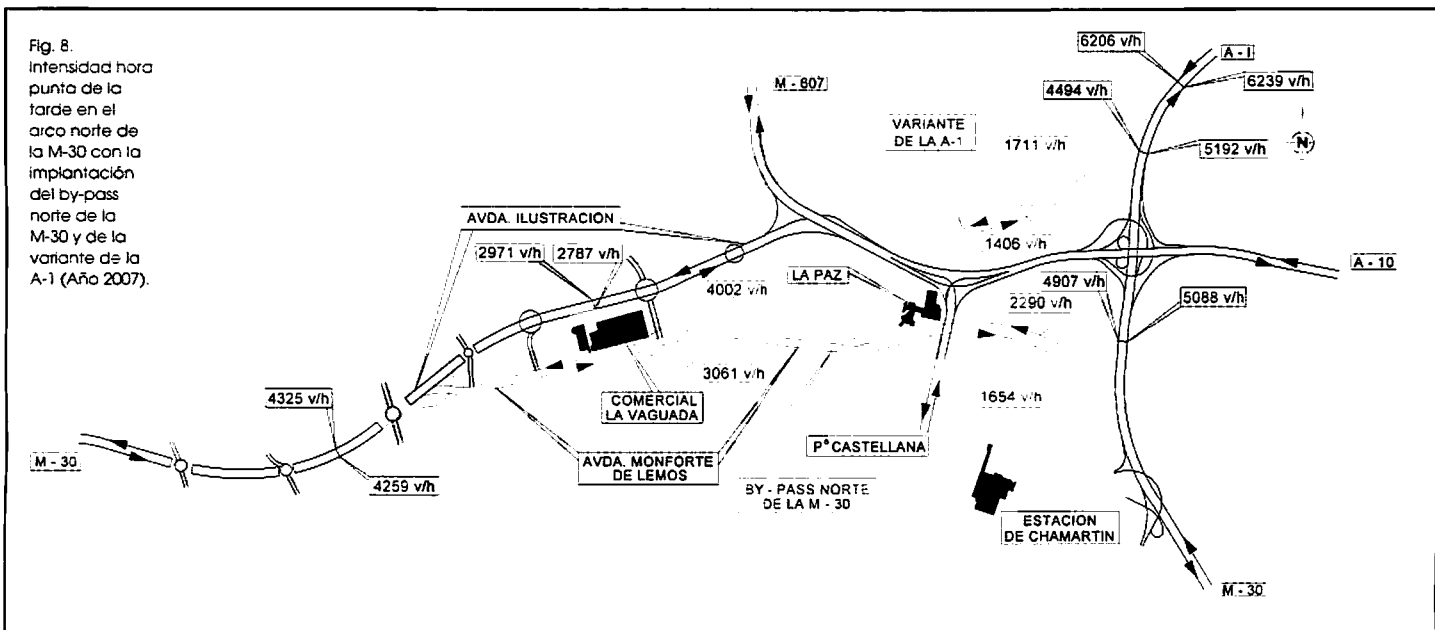 Fig. 8.
Intensidad hora
punta de la
tarde en el
arco norte de
la M-30 con la
implantación
del by-pass
norte de la
M-30 y de la
variante de la
A-1 (Año 2007).
6206 v/h
A - I
M - 607
4494 v/h
6239 v/h
VARIANTE
DE LA A-1
1711 v/h
5192 v/h
N
AVDA. ILUSTRACION
2971 v/h
2787 v/h
1406 v/h
A - 10
4002 v/h
LA PAZ
4907 v/h
2290 v/h
5088 v/h
3061 v/h
4325 v/h
COMERCIAL
LA VAGUADA
1654 v/h
M - 30
Pº CASTELLANA
AVDA. MONFORTE
DE LEMOS
4259 v/h
BY - PASS NORTE
DE LA M - 30
ESTACION
DE CHAMARTIN
M - 30